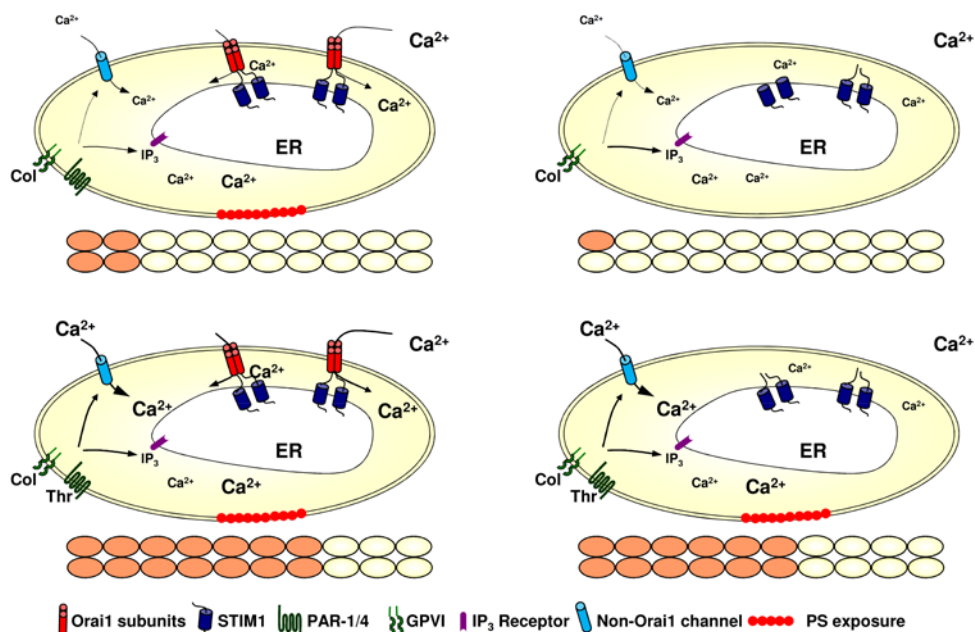 Ca²⁺
Ca²⁺
Ca²⁺
Ca²⁺
Ca²⁺
ER
IP₃
Col
Ca²⁺ Ca²⁺
Ca²⁺
Ca²⁺
Ca²⁺
Ca²⁺
Ca²⁺
ER
IP₃
Col
Ca²⁺ Ca²⁺
Ca²⁺
Ca²⁺
Ca²⁺
Ca²⁺
Ca²⁺
ER
IP₃
Col
Thr
Ca²⁺ Ca²⁺
Ca²⁺
Ca²⁺
Ca²⁺
Ca²⁺
Ca²⁺
ER
IP₃
Col
Thr
Ca²⁺ Ca²⁺
Orai1 subunits STIM1 PAR-1/4 GPVI IP₃ Receptor Non-Orai1 channel PS exposure